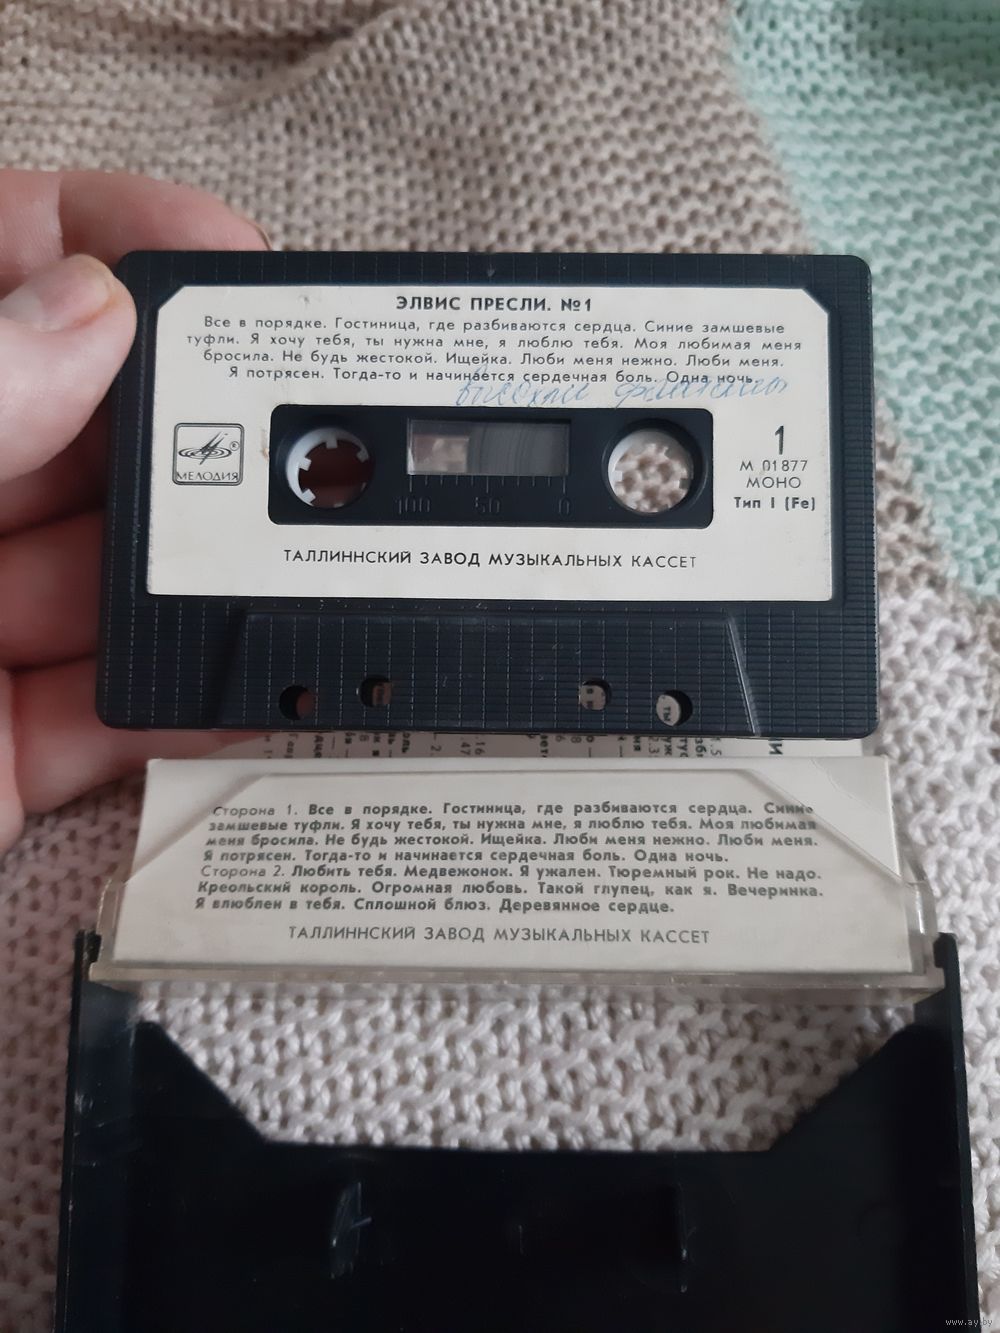 ЭЛВИС ПРЕСЛИ. №1
Все в порядке. Гостиница, где разбиваются сердца. Синие замшевые
туфли. Я хочу тебя, ты нужна мне, я люблю тебя. Моя любимая меня
бросила. Не будь жестокой. Ищейка. Люби меня нежно. Люби меня.
Я потрясен. Тогда-то и начинается сердечная боль. Одна ночь.
МЕЛОДИЯ
1
М 01877
МОНО
Тип I (Fe)
100 50 0
ТАЛЛИННСКИЙ ЗАВОД МУЗЫКАЛЬНЫХ КАССЕТ
Сторона 1. Все в порядке. Гостиница, где разбиваются сердца. Синие
замшевые туфли. Я хочу тебя, ты нужна мне, я люблю тебя. Моя любимая
меня бросила. Не будь жестокой. Ищейка. Люби меня нежно. Люби меня.
Я потрясен. Тогда-то и начинается сердечная боль. Одна ночь.
Сторона 2. Любить тебя. Медвежонок. Я ужален. Тюремный рок. Не надо.
Креольский король. Огромная любовь. Такой глупец, как я. Вечеринка.
Я влюблен в тебя. Сплошной блюз. Деревянное сердце.
ТАЛЛИННСКИЙ ЗАВОД МУЗЫКАЛЬНЫХ КАССЕТ
www.ay.by